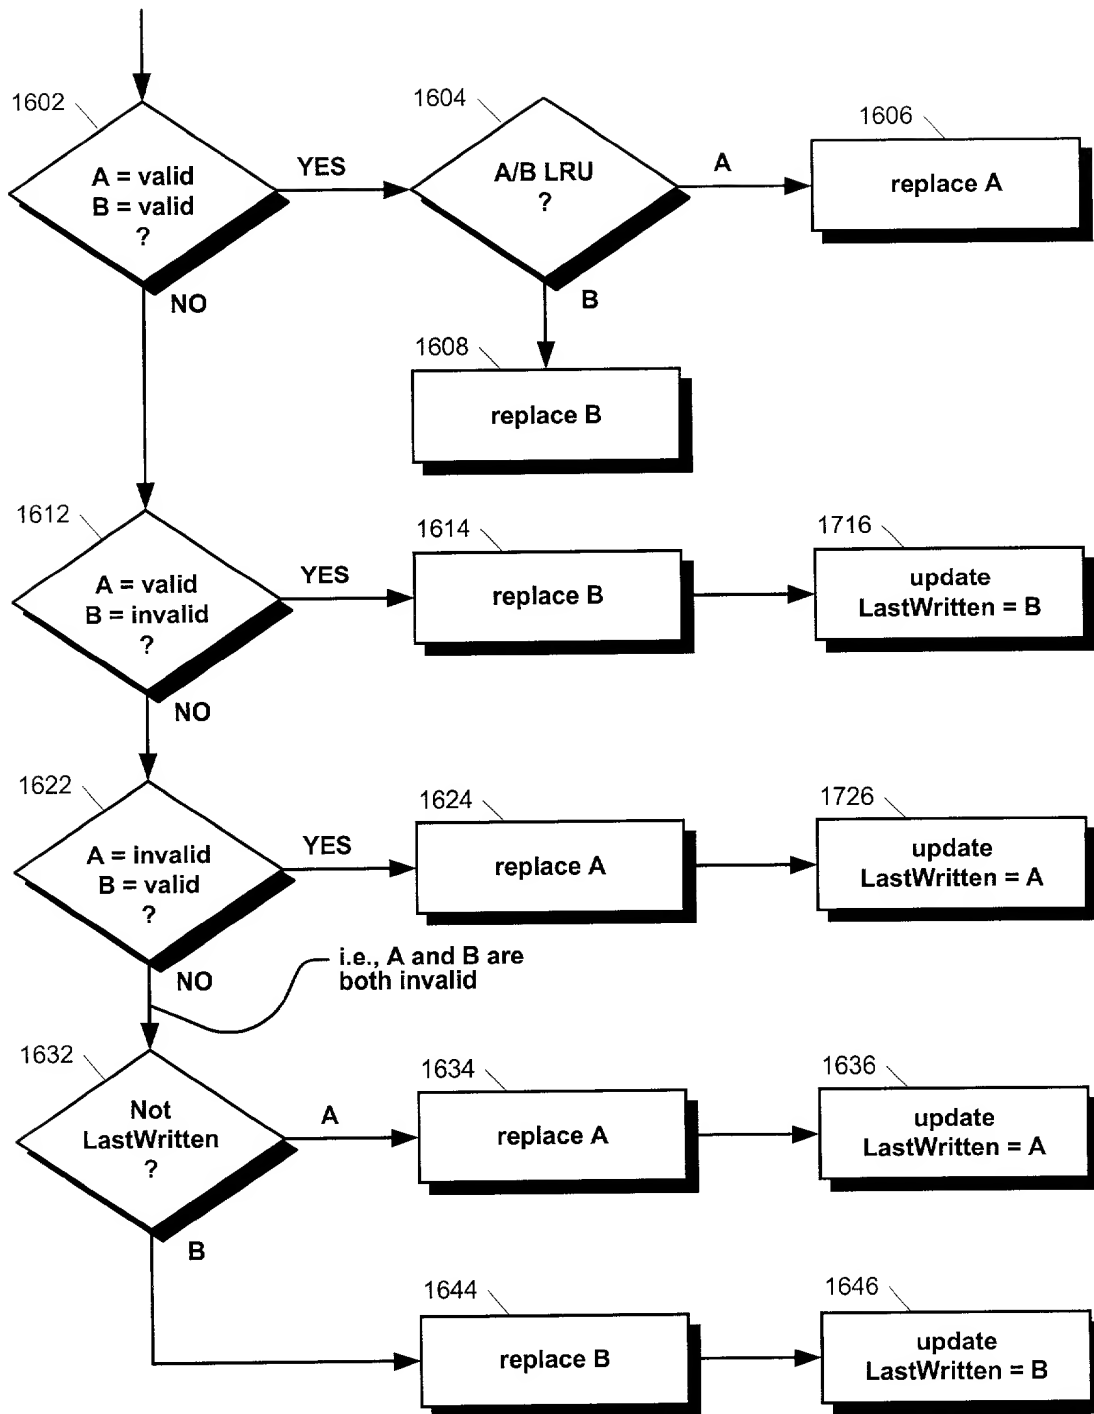 1602
A = valid
B = valid
?
YES
NO
1604
A/B LRU
?
A
B
1606
replace A
1608
replace B
1612
A = valid
B = invalid
?
YES
NO
1614
replace B
1716
update
LastWritten = B
1622
A = invalid
B = valid
?
YES
NO
1624
replace A
1726
update
LastWritten = A
i.e., A and B are
both invalid
1632
Not
LastWritten
?
A
B
1634
replace A
1636
update
LastWritten = A
1644
replace B
1646
update
LastWritten = B